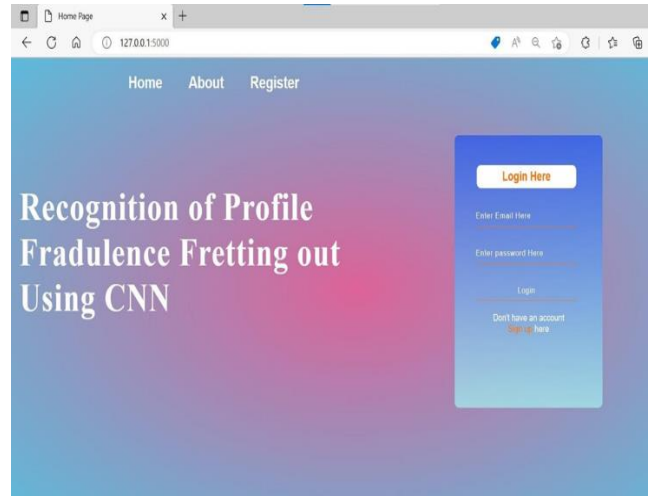 Home Page
127.0.0.1:5000
Home About Register
Recognition of Profile
Fradulence Fretting out
Using CNN
Login Here
Enter Email Here
Enter password Here
Login
Don't have an account
Sign up here